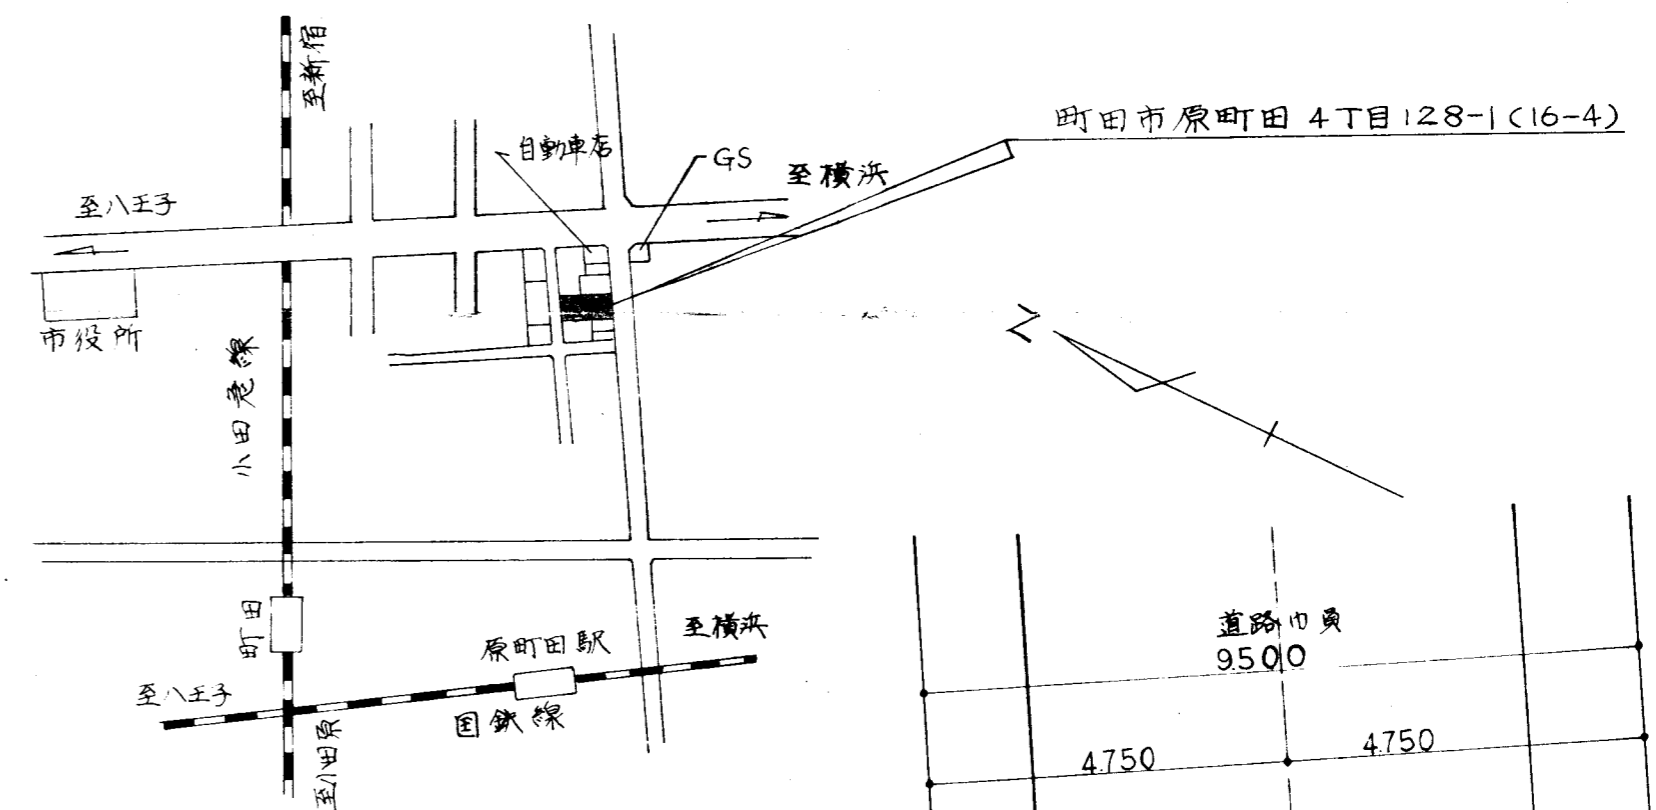 至新宿
町田市原町田 4丁目128-1(16-4)
自動車店
GS
至横浜
至八王子
市役所
小田急線
町田
原町田駅
至横浜
至八王子
国鉄線
至小田原
道路巾員
9.500
4.750
4.750